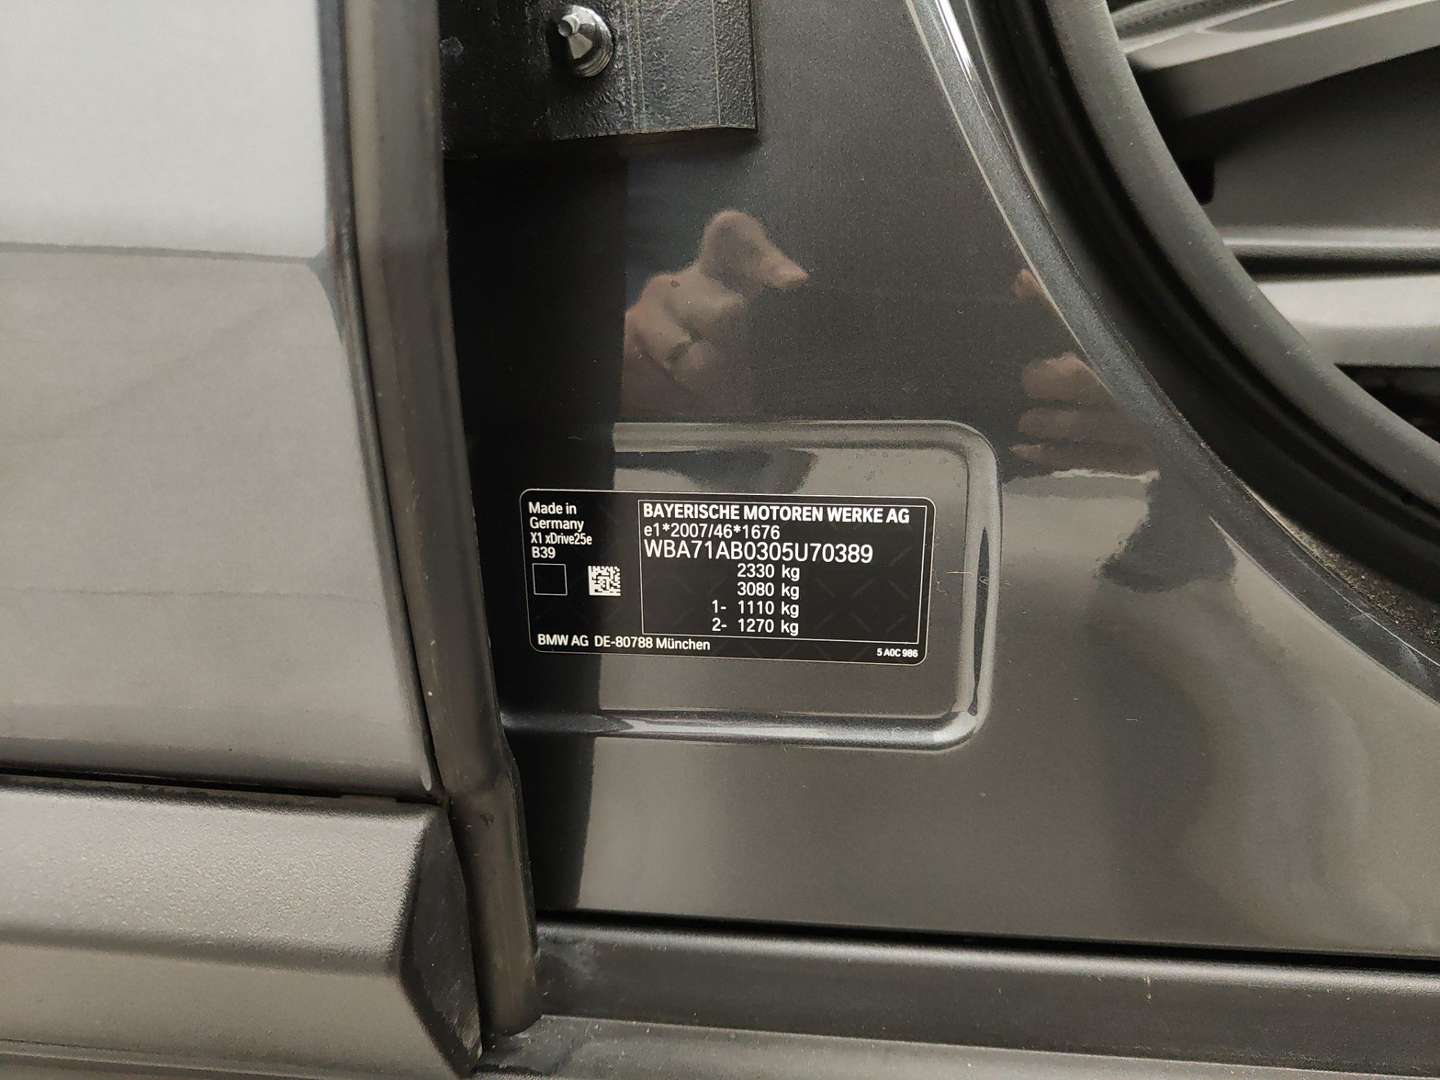 Made in
Germany
X1 xDrive25e
B39
BAYERISCHE MOTOREN WERKE AG
e1*2007/46*1676
WBA71AB0305U70389
2330 kg
3080 kg
1- 1110 kg
2- 1270 kg
BMW AG DE-80788 München
5 A0C 986